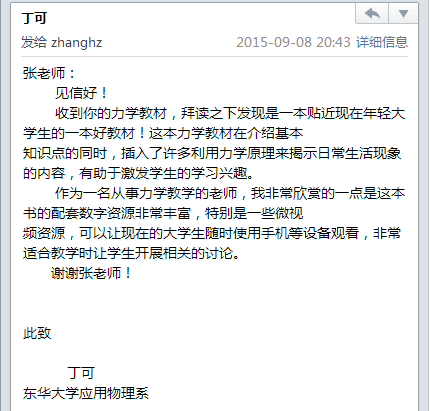 丁可
发给 zhanghz 2015-09-08 20:43 详细信息
张老师：
见信好！
收到你的力学教材，拜读之下发现是一本贴近现在年轻大
学生的一本好教材！这本力学教材在介绍基本
知识点的同时，插入了许多利用力学原理来揭示日常生活现象
的内容，有助于激发学生的学习兴趣。
作为一名从事力学教学的老师，我非常欣赏的一点是这本
书的配套数字资源非常丰富，特别是一些微视
频资源，可以让现在的大学生随时使用手机等设备观看，非常
适合教学时让学生开展相关的讨论。
谢谢张老师！
此致
丁可
东华大学应用物理系